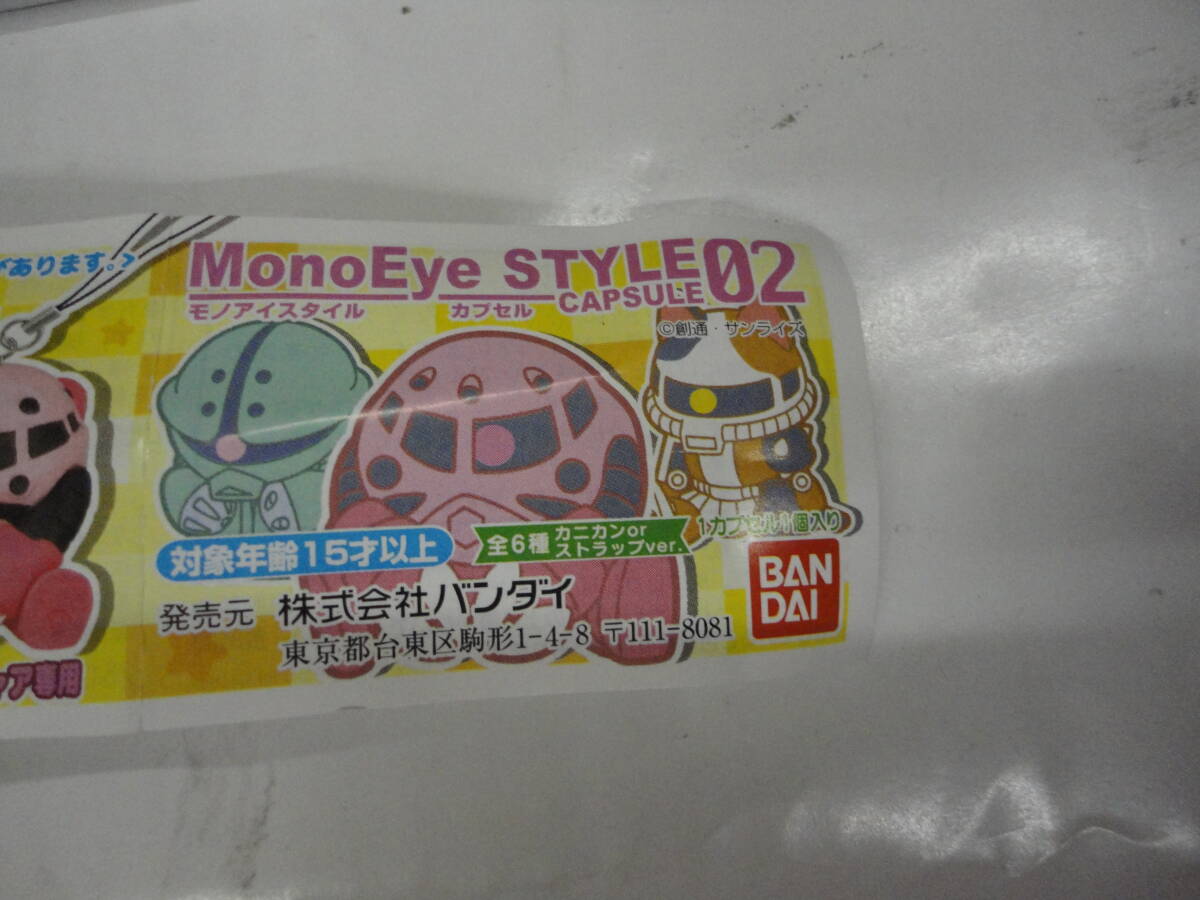 があります。>
MonoEye STYLE 02
CAPSULE
モノアイスタイル カプセル
©創通・サンライズ
1カプセル1個入り
対象年齢15才以上
全6種 カニカンor
ストラップver.
BAN
DAI
発売元 株式会社バンダイ
東京都台東区駒形1-4-8 〒111-8081
ア専用